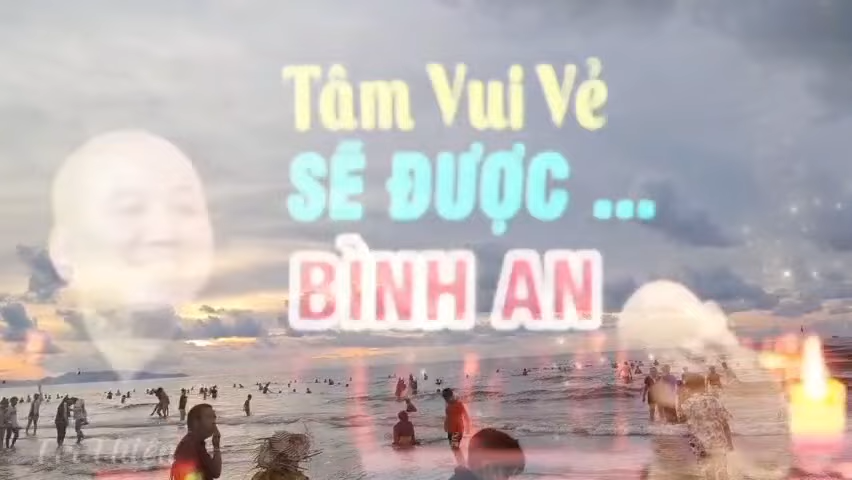 Tâm Vui Vẻ
SẼ ĐƯỢC ...
BÌNH AN